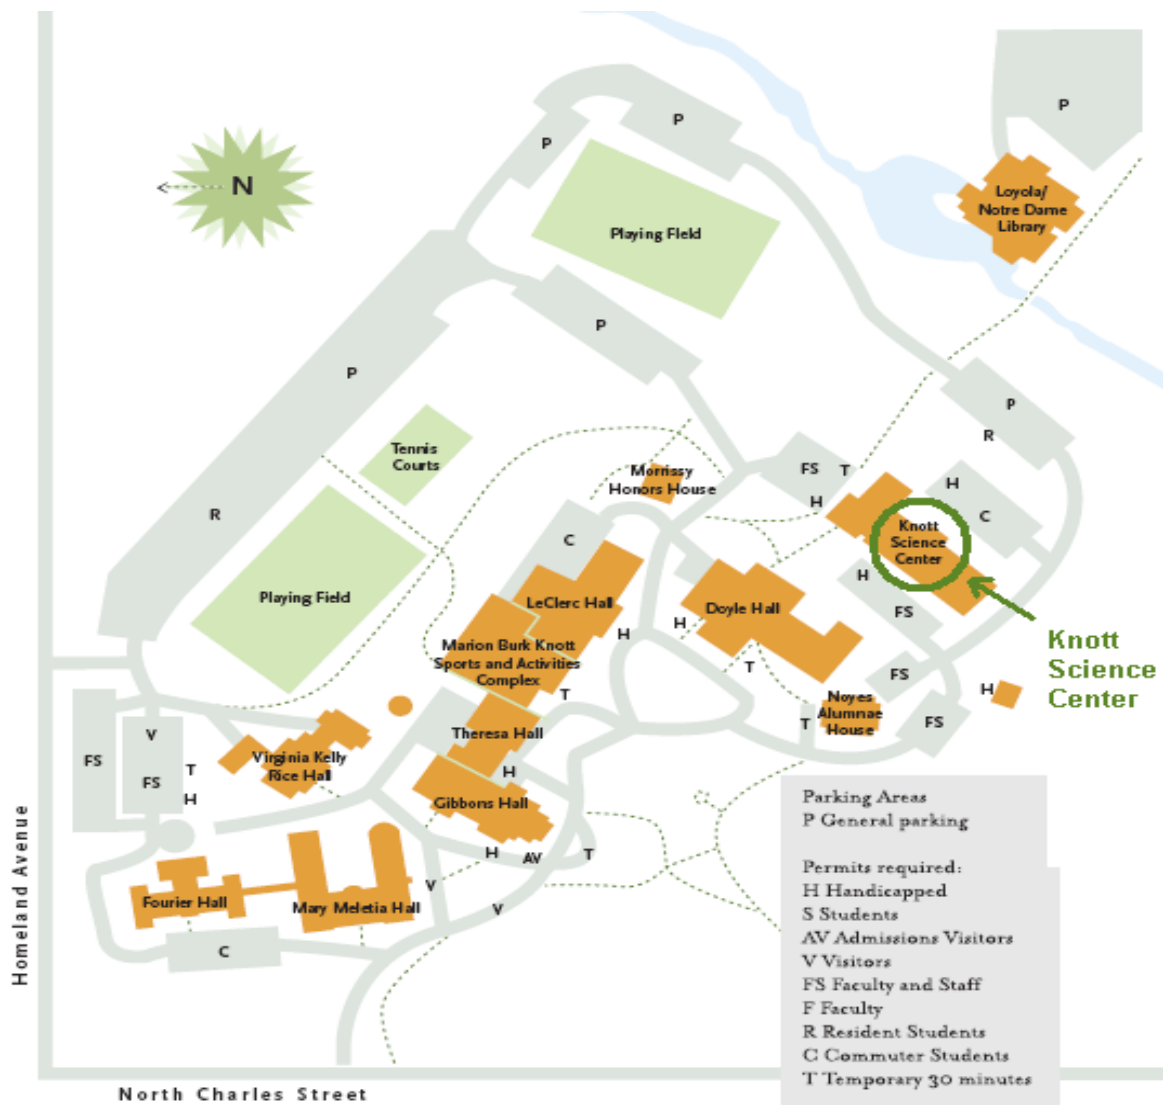 P
P
P
N
Loyola/
Notre Dame
Library
Playing Field
P
P
P
R
Tennis
Courts
Morrissy
Honors House
FS
T
H
H
C
Knott
Science
Center
R
C
Playing Field
LeClerc Hall
H
FS
Doyle Hall
H
H
Knott
Science
Center
Marion Burk Knott
Sports and Activities
Complex
T
T
FS
H
Noyes
Alumnae
House
T
FS
Theresa Hall
V
FS
FS
T
H
Virginia Kelly
Rice Hall
H
Gibbons Hall
H
AV
T
V
V
Fourier Hall
Mary Meletia Hall
C
Homeland Avenue
North Charles Street
Parking Areas
P General parking
Permits required:
H Handicapped
S Students
AV Admissions Visitors
V Visitors
FS Faculty and Staff
F Faculty
R Resident Students
C Commuter Students
T Temporary 30 minutes